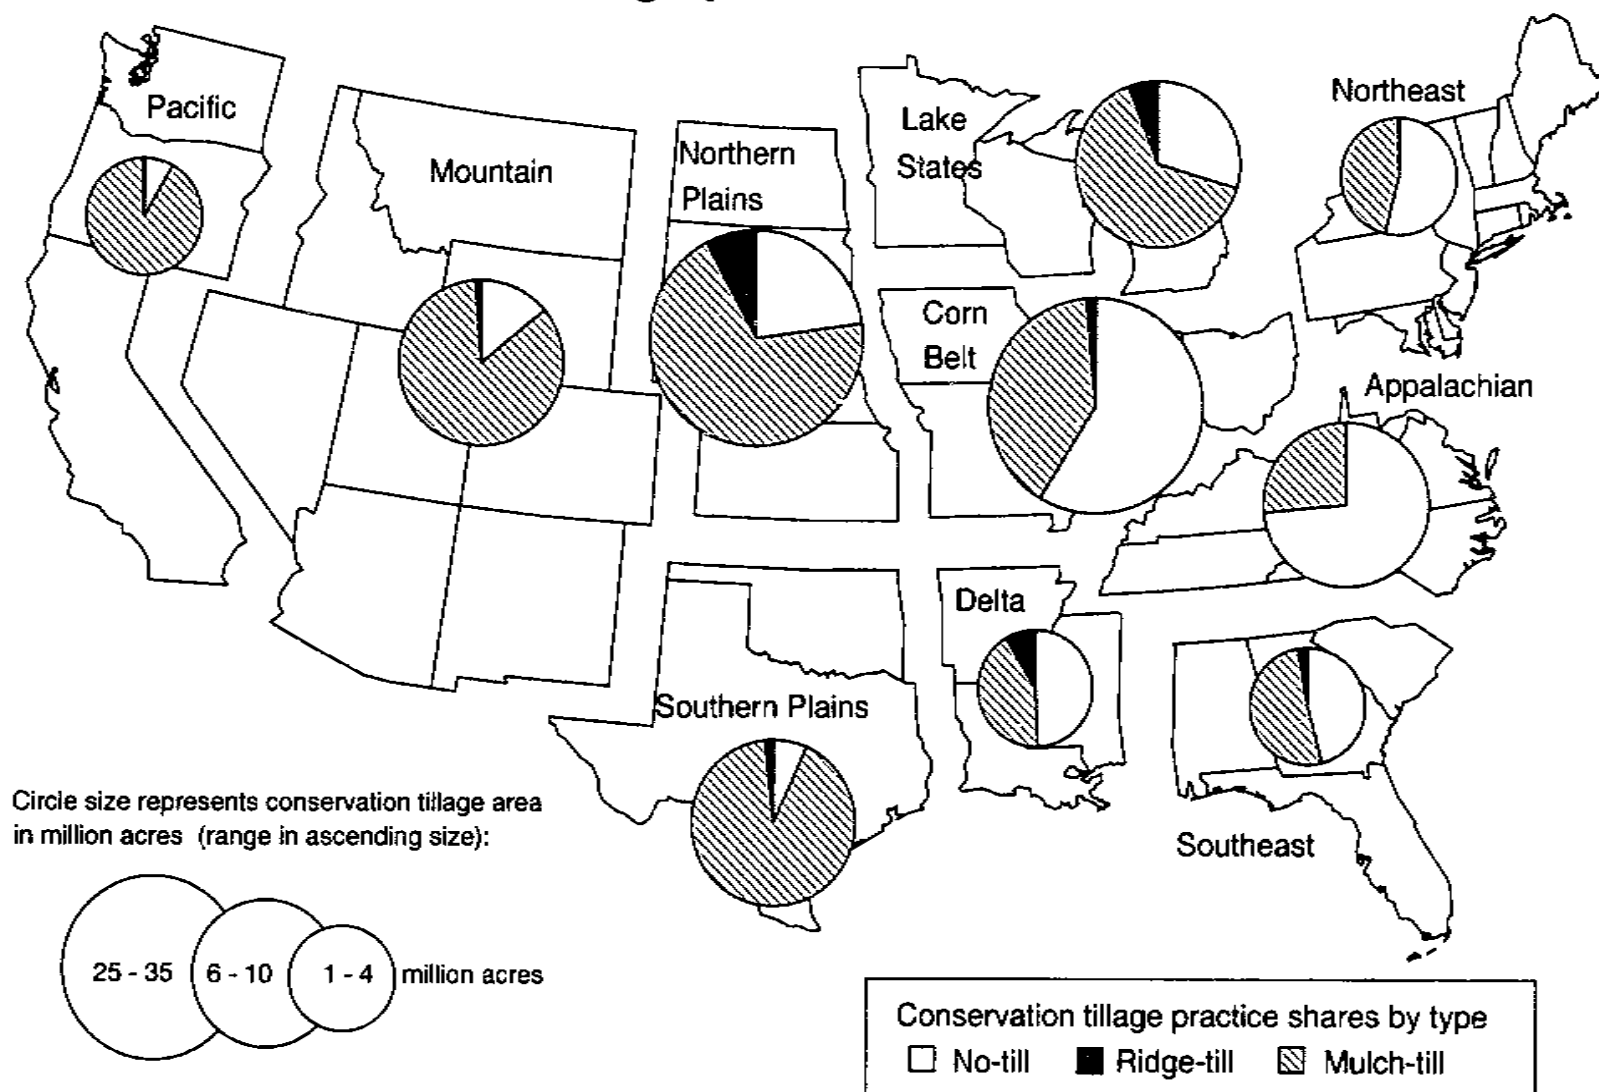 Pacific
Mountain
Northern
Plains
Lake
States
Northeast
Corn
Belt
Appalachian
Delta
Southern Plains
Southeast
Circle size represents conservation tillage area
in million acres (range in ascending size):
25 - 35 6 - 10 1 - 4 million acres
Conservation tillage practice shares by type
No-till Ridge-till Mulch-till